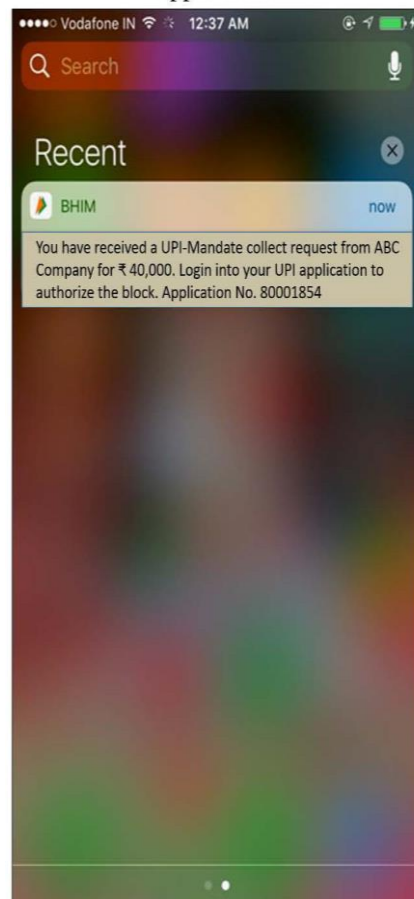 Vodafone IN 12:37 AM
Search
Recent
BHIM now
You have received a UPI-Mandate collect request from ABC
Company for ₹ 40,000. Login into your UPI application to
authorize the block. Application No. 80001854